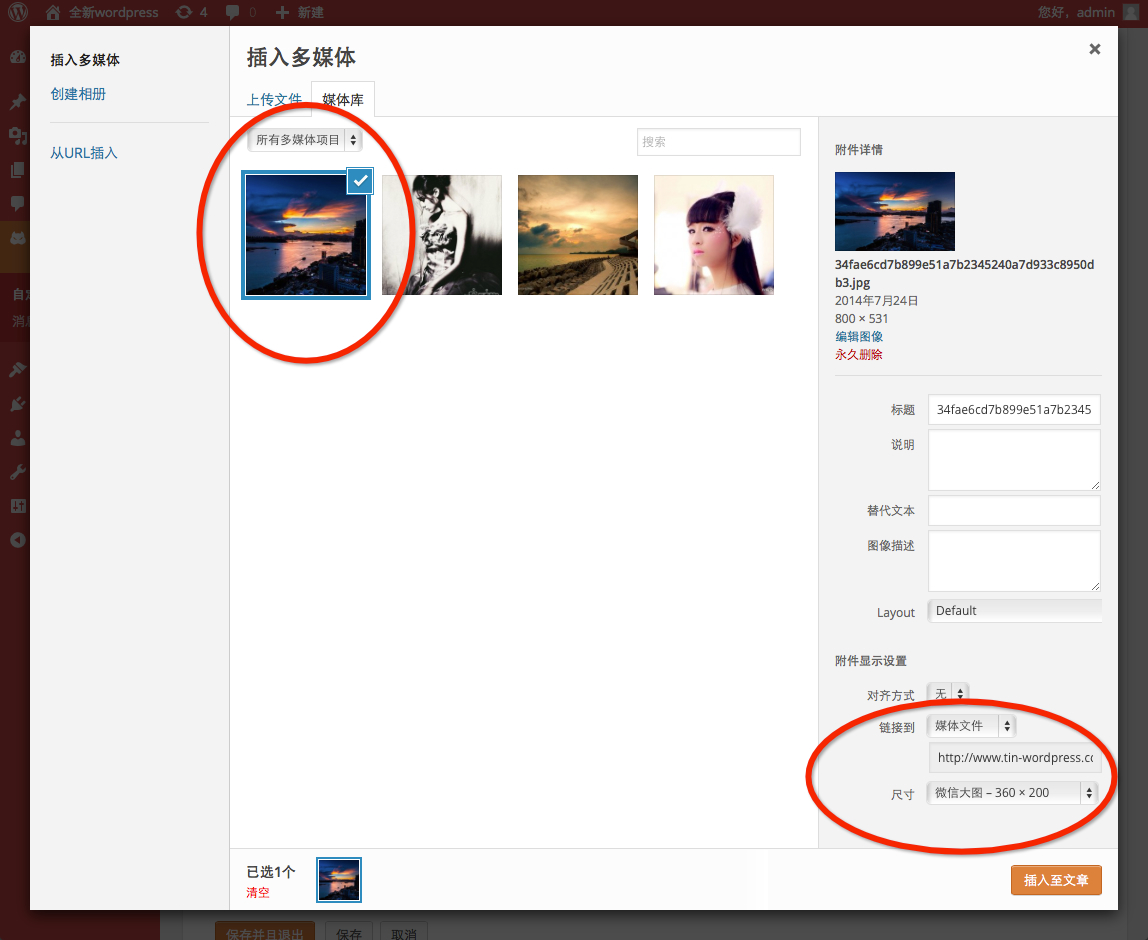 全新wordpress 4 0 新建 您好，admin
插入多媒体
创建相册
从URL插入
自定
消息
插入多媒体
上传文件 媒体库
所有多媒体项目
搜索
附件详情
34fae6cd7b899e51a7b2345240a7d933c8950d
b3.jpg
2014年7月24日
800 × 531
编辑图像
永久删除
标题 34fae6cd7b899e51a7b2345
说明
替代文本
图像描述
Layout Default
附件显示设置
对齐方式 无
链接到 媒体文件
http://www.tin-wordpress.cc
尺寸 微信大图 – 360 × 200
已选1个
清空
插入至文章
保存并且退出 保存 取消